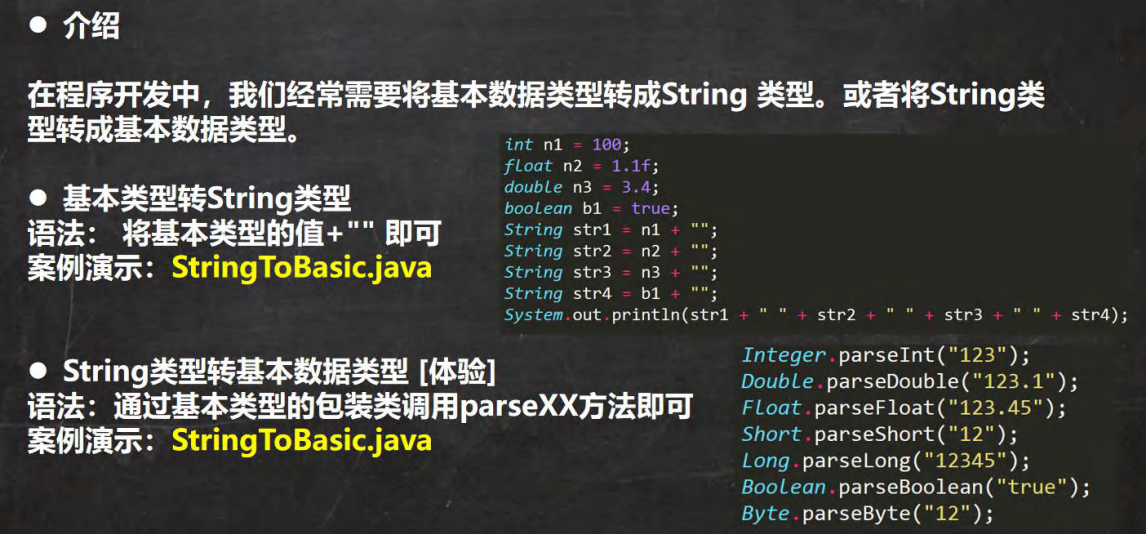 ● 介绍
在程序开发中，我们经常需要将基本数据类型转成String 类型。或者将String类
型转成基本数据类型。
● 基本类型转String类型
语法： 将基本类型的值+"" 即可
案例演示：StringToBasic.java
int n1 = 100;
float n2 = 1.1f;
double n3 = 3.4;
boolean b1 = true;
String str1 = n1 + "";
String str2 = n2 + "";
String str3 = n3 + "";
String str4 = b1 + "";
System.out.println(str1 + " " + str2 + " " + str3 + " " + str4);
● String类型转基本数据类型 [体验]
语法：通过基本类型的包装类调用parseXX方法即可
案例演示：StringToBasic.java
Integer.parseInt("123");
Double.parseDouble("123.1");
Float.parseFloat("123.45");
Short.parseShort("12");
Long.parseLong("12345");
Boolean.parseBoolean("true");
Byte.parseByte("12");